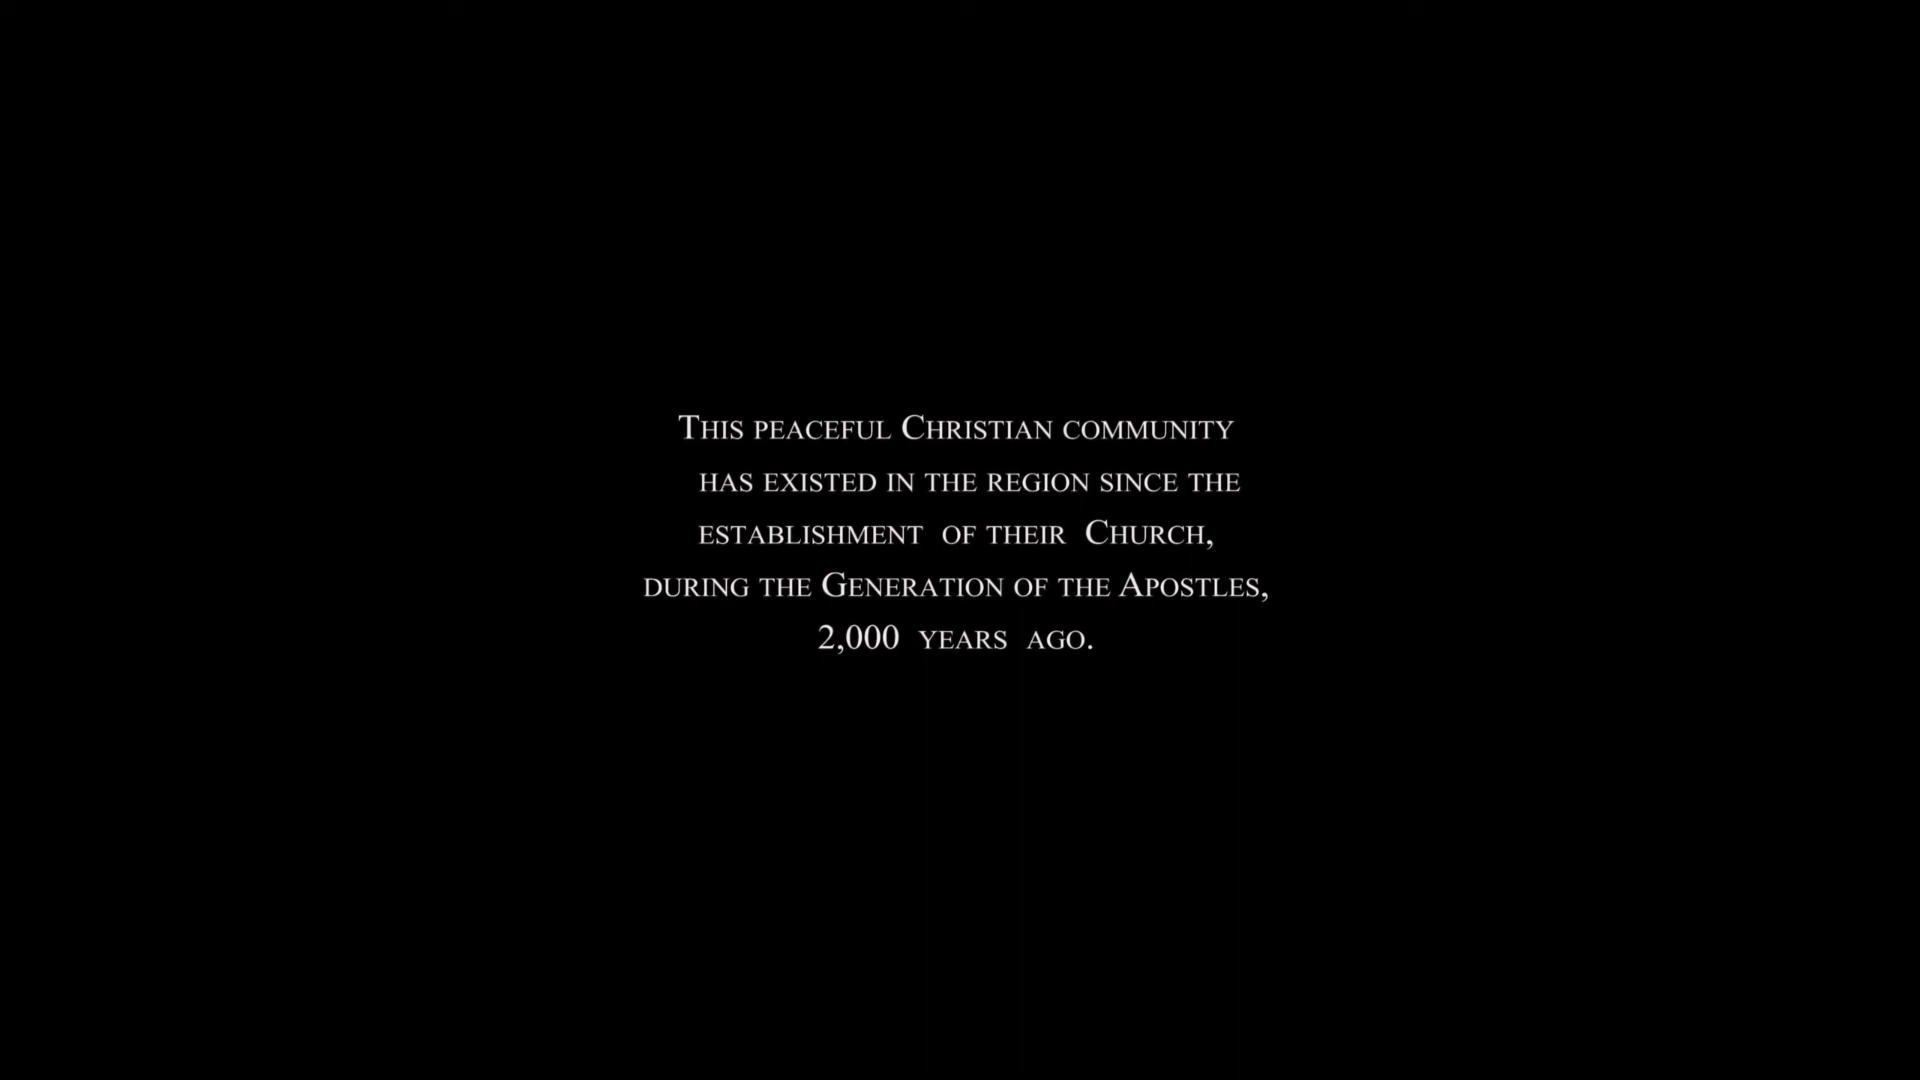 This peaceful Christian community
has existed in the region since the
establishment of their Church,
during the Generation of the Apostles,
2,000 years ago.